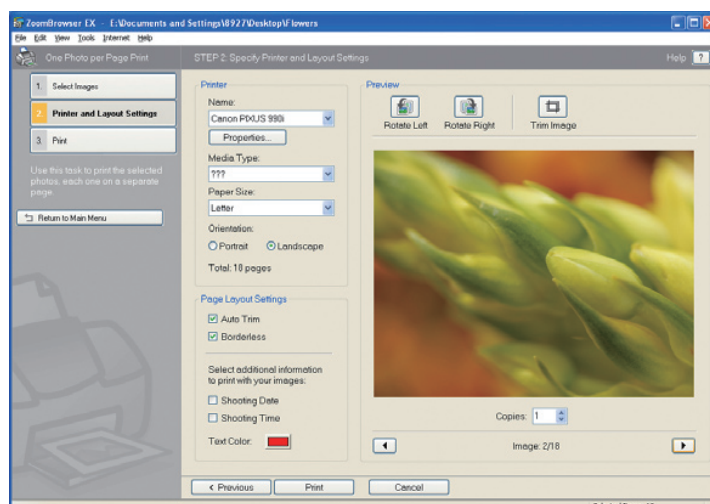 ZoomBrowser EX - E:\Documents and Settings\8927\Desktop\Flowers
File Edit View Tools Internet Help
One Photo per Page Print
STEP 2: Specify Printer and Layout Settings
Help ?
1. Select Images
2. Printer and Layout Settings
3. Print
Use this task to print the selected
photos, each one on a separate
page.
Return to Main Menu
Printer
Name:
Canon PIXUS 990i
Properties...
Media Type:
???
Paper Size:
Letter
Orientation:
Portrait Landscape
Total: 18 pages
Page Layout Settings
Auto Trim
Borderless
Select additional information
to print with your images:
Shooting Date
Shooting Time
Text Color:
Preview
Rotate Left Rotate Right Trim Image
Copies: 1
Image: 2/18
< Previous Print Cancel